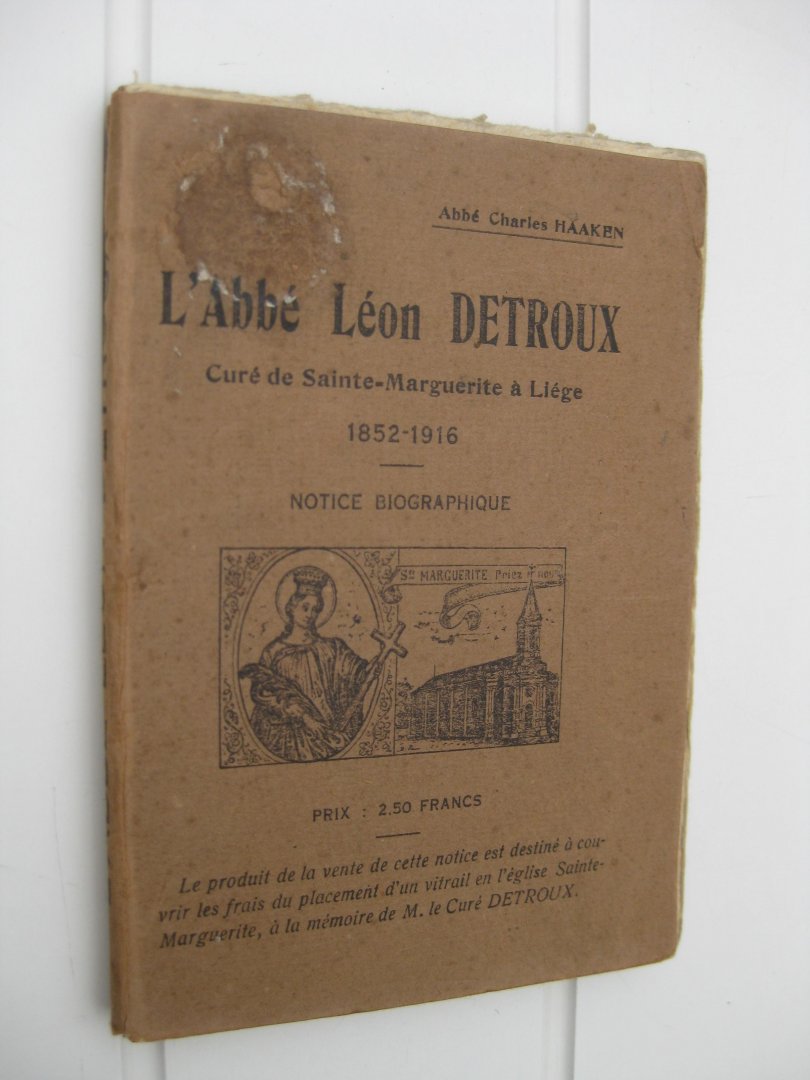 Abbé Charles HAAKEN
L'Abbé Léon DETROUX
Curé de Sainte-Marguerite à Liége
1852-1916
NOTICE BIOGRAPHIQUE
Ste MARGUERITE Priez
PRIX : 2.50 FRANCS
Le produit de la vente de cette notice est destiné à cou-
vrir les frais du placement d'un vitrail en l'église Sainte-
Marguerite, à la mémoire de M. le Curé DETROUX.